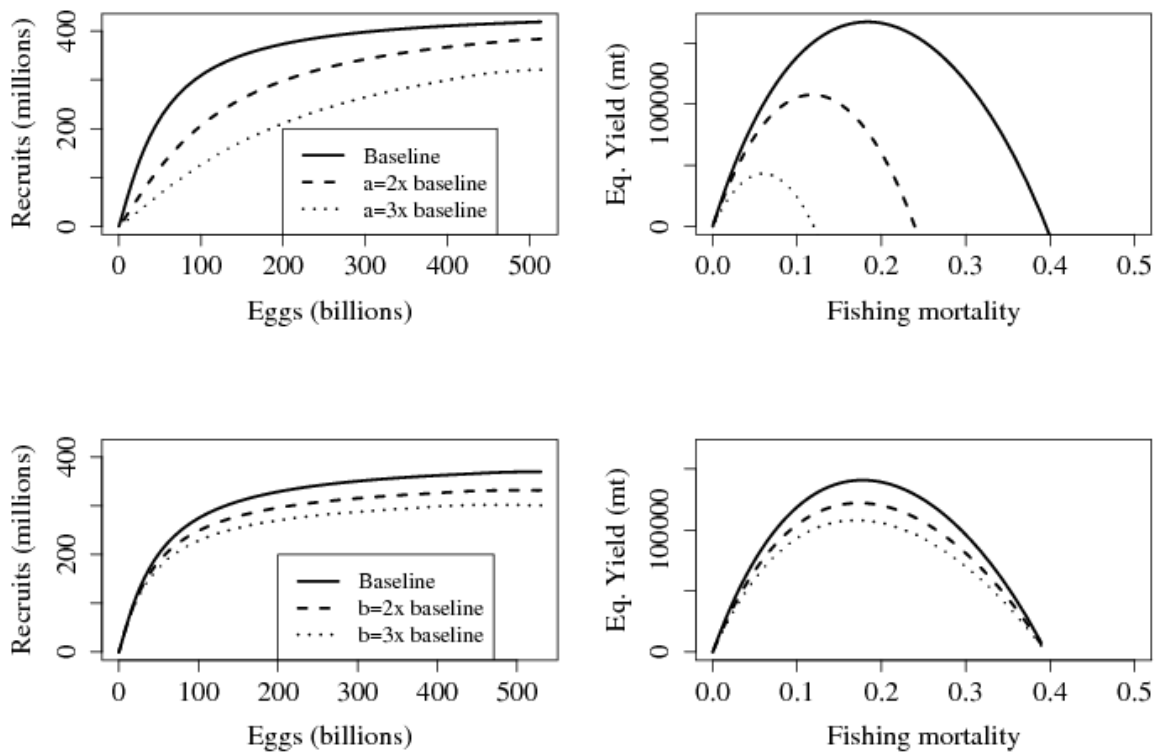 Recruits (millions)
0 200 400
0 100 200 300 400 500
Eggs (billions)
Baseline
a=2x baseline
a=3x baseline
Eq. Yield (mt)
0 100000
0.0 0.1 0.2 0.3 0.4 0.5
Fishing mortality
Recruits (millions)
0 200 400
0 100 200 300 400 500
Eggs (billions)
Baseline
b=2x baseline
b=3x baseline
Eq. Yield (mt)
0 100000
0.0 0.1 0.2 0.3 0.4 0.5
Fishing mortality